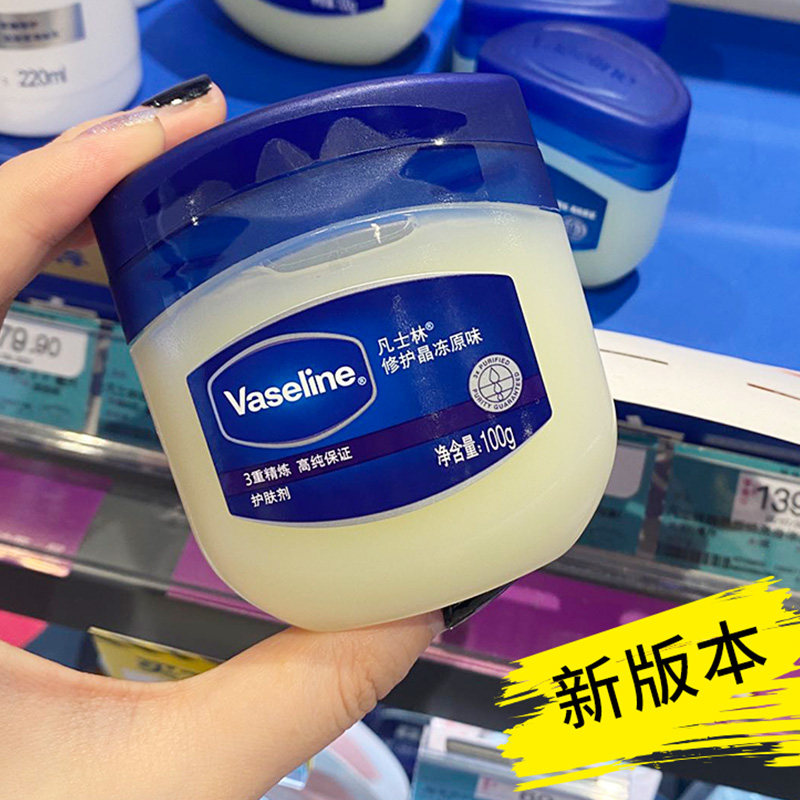 220ml
79.90
凡士林®
修护晶冻原味
Vaseline®
3X PURIFIED
PURITY GUARANTEED
3重精炼 高纯保证
护肤剂
净含量:100g
139
新版本